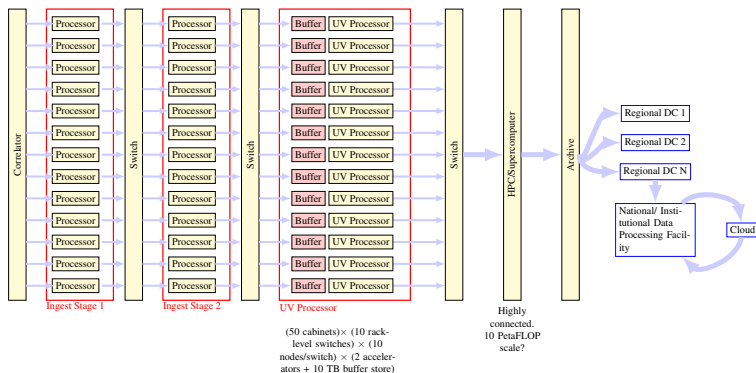 Correlator
Processor
Processor
Processor
Processor
Processor
Processor
Processor
Processor
Processor
Processor
Processor
Processor
Processor
Ingest Stage 1
Switch
Processor
Processor
Processor
Processor
Processor
Processor
Processor
Processor
Processor
Processor
Processor
Processor
Processor
Ingest Stage 2
Switch
Buffer UV Processor
Buffer UV Processor
Buffer UV Processor
Buffer UV Processor
Buffer UV Processor
Buffer UV Processor
Buffer UV Processor
Buffer UV Processor
Buffer UV Processor
Buffer UV Processor
Buffer UV Processor
Buffer UV Processor
Buffer UV Processor
UV Processor
(50 cabinets)× (10 rack-
level switches) × (10
nodes/switch) × (2 acceler-
ators + 10 TB buffer store)
Switch
HPC/Supercomputer
Highly
connected.
10 PetaFLOP
scale?
Archive
Regional DC 1
Regional DC 2
Regional DC N
National/ Insti-
tutional Data
Processing Facil-
ity
Cloud